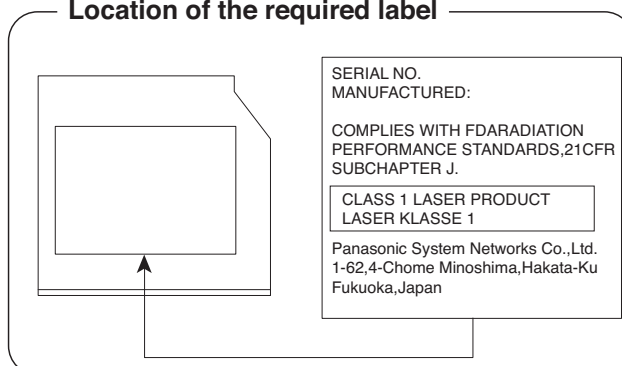 Location of the required label
SERIAL NO.
MANUFACTURED:
COMPLIES WITH FDARADIATION
PERFORMANCE STANDARDS,21CFR
SUBCHAPTER J.
CLASS 1 LASER PRODUCT
LASER KLASSE 1
Panasonic System Networks Co.,Ltd.
1-62,4-Chome Minoshima,Hakata-Ku
Fukuoka,Japan